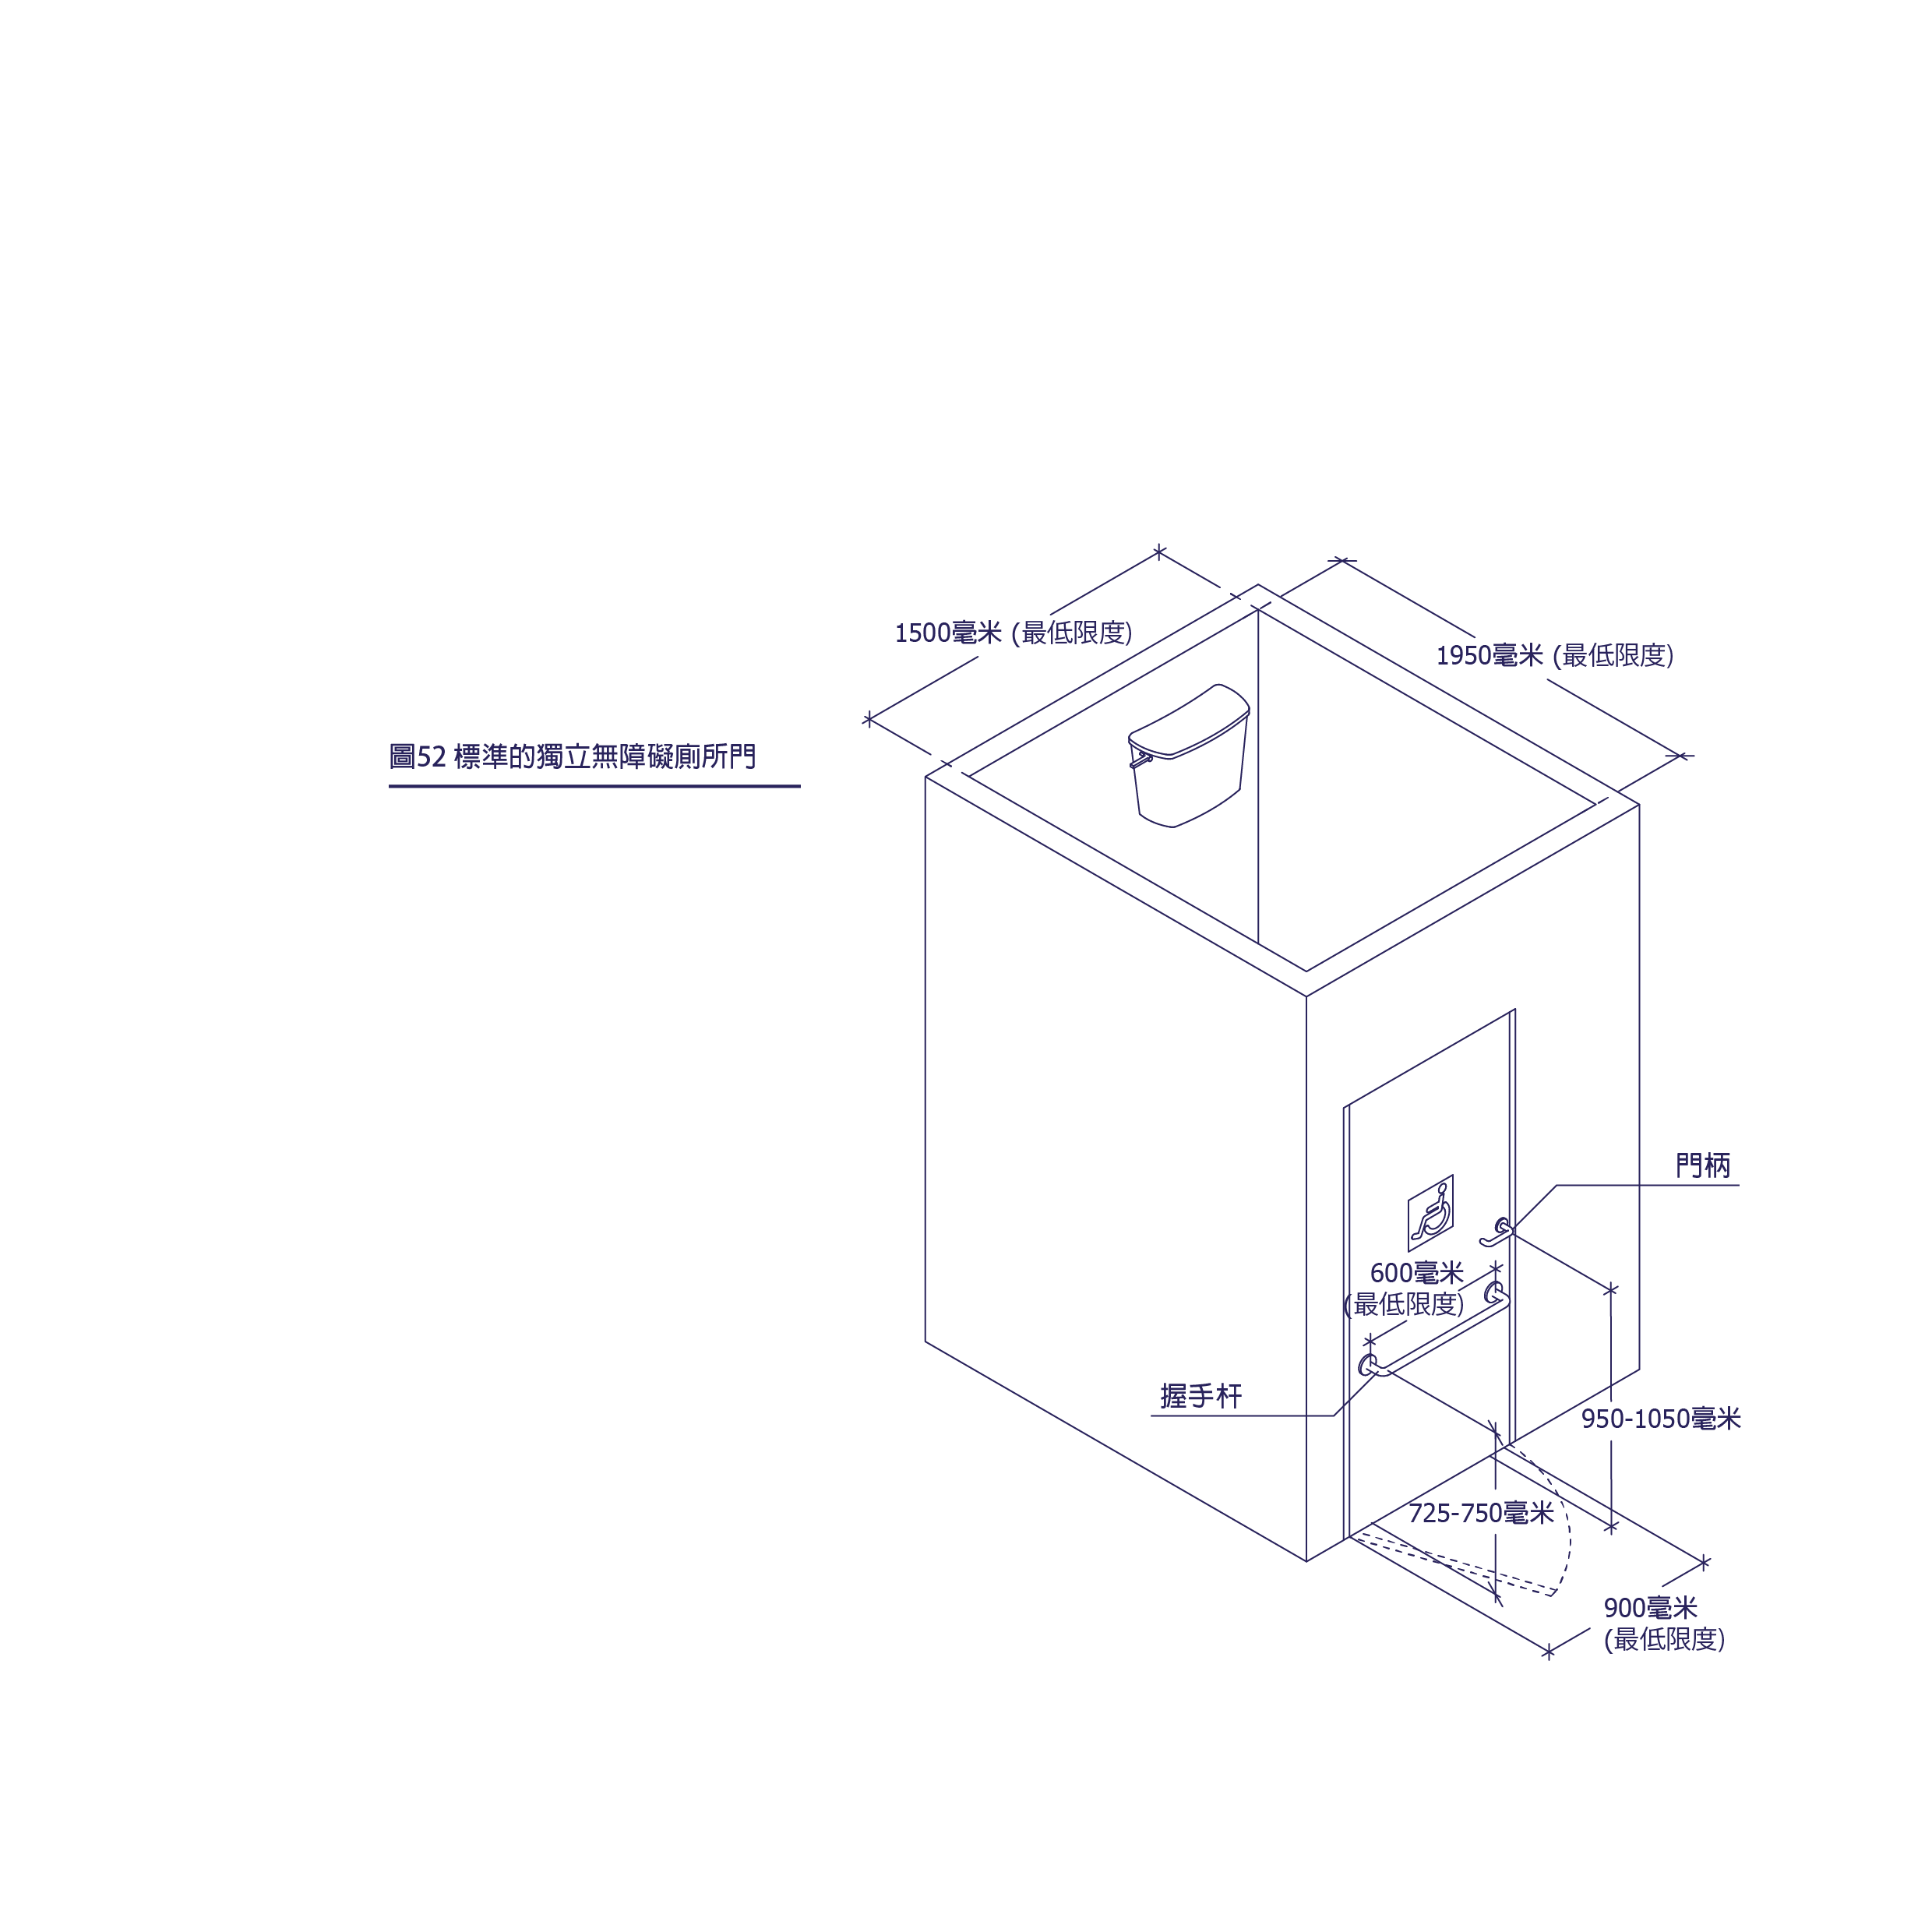 1500毫米 (最低限度)
1950毫米 (最低限度)
圖52 標準的獨立無障礙廁所門
門柄
600毫米
(最低限度)
握手杆
950-1050毫米
725-750毫米
900毫米
(最低限度)